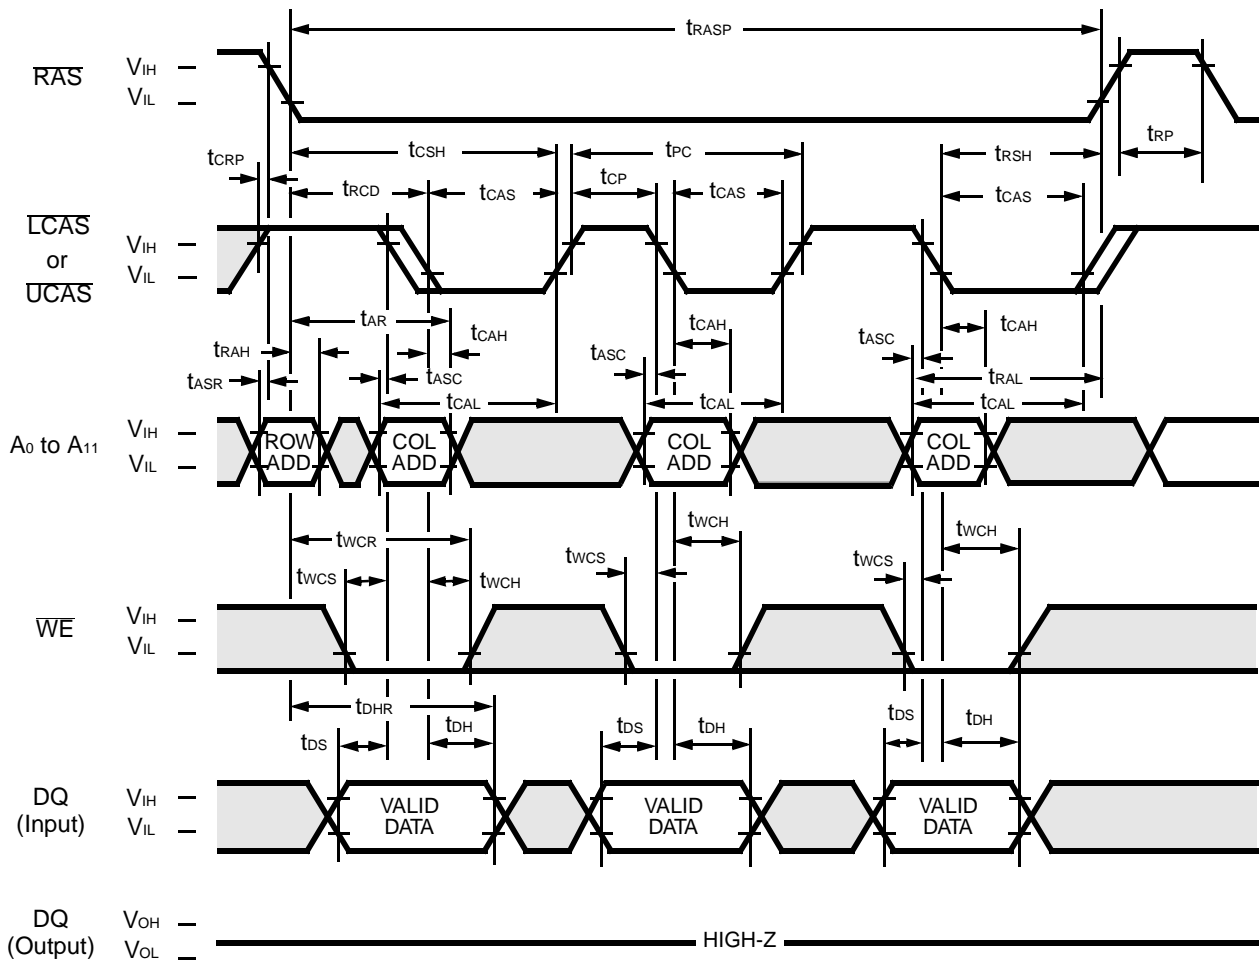 tRASP
RAS
VIH
VIL
tRP
tCRP
tCSH
tPC
tRSH
tRCD
tCAS
tCP
tCAS
tCAS
LCAS
or
UCAS
VIH
VIL
tAR
tCAH
tCAH
tCAH
tRAH
tASC
tASC
tASR
tASC
tRAL
tCAL
tCAL
tCAL
A0 to A11
VIH
VIL
ROW
ADD
COL
ADD
COL
ADD
COL
ADD
tWCR
tWCH
tWCH
tWCS
tWCH
tWCS
tWCS
WE
VIH
VIL
tDHR
tDS
tDH
tDS
tDH
tDS
tDH
DQ
(Input)
VIH
VIL
VALID
DATA
VALID
DATA
VALID
DATA
DQ
(Output)
VOH
VOL
HIGH-Z